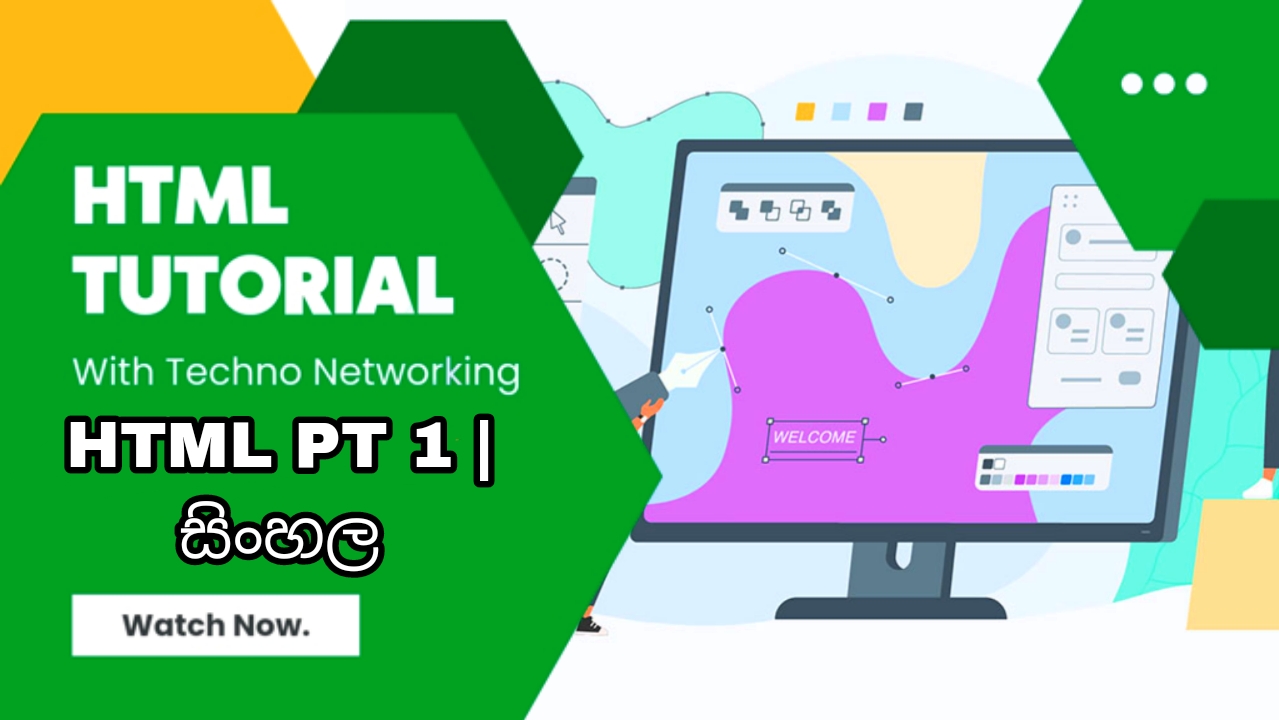 HTML
TUTORIAL
With Techno Networking
HTML PT 1 |
සිංහල
Watch Now.
WELCOME